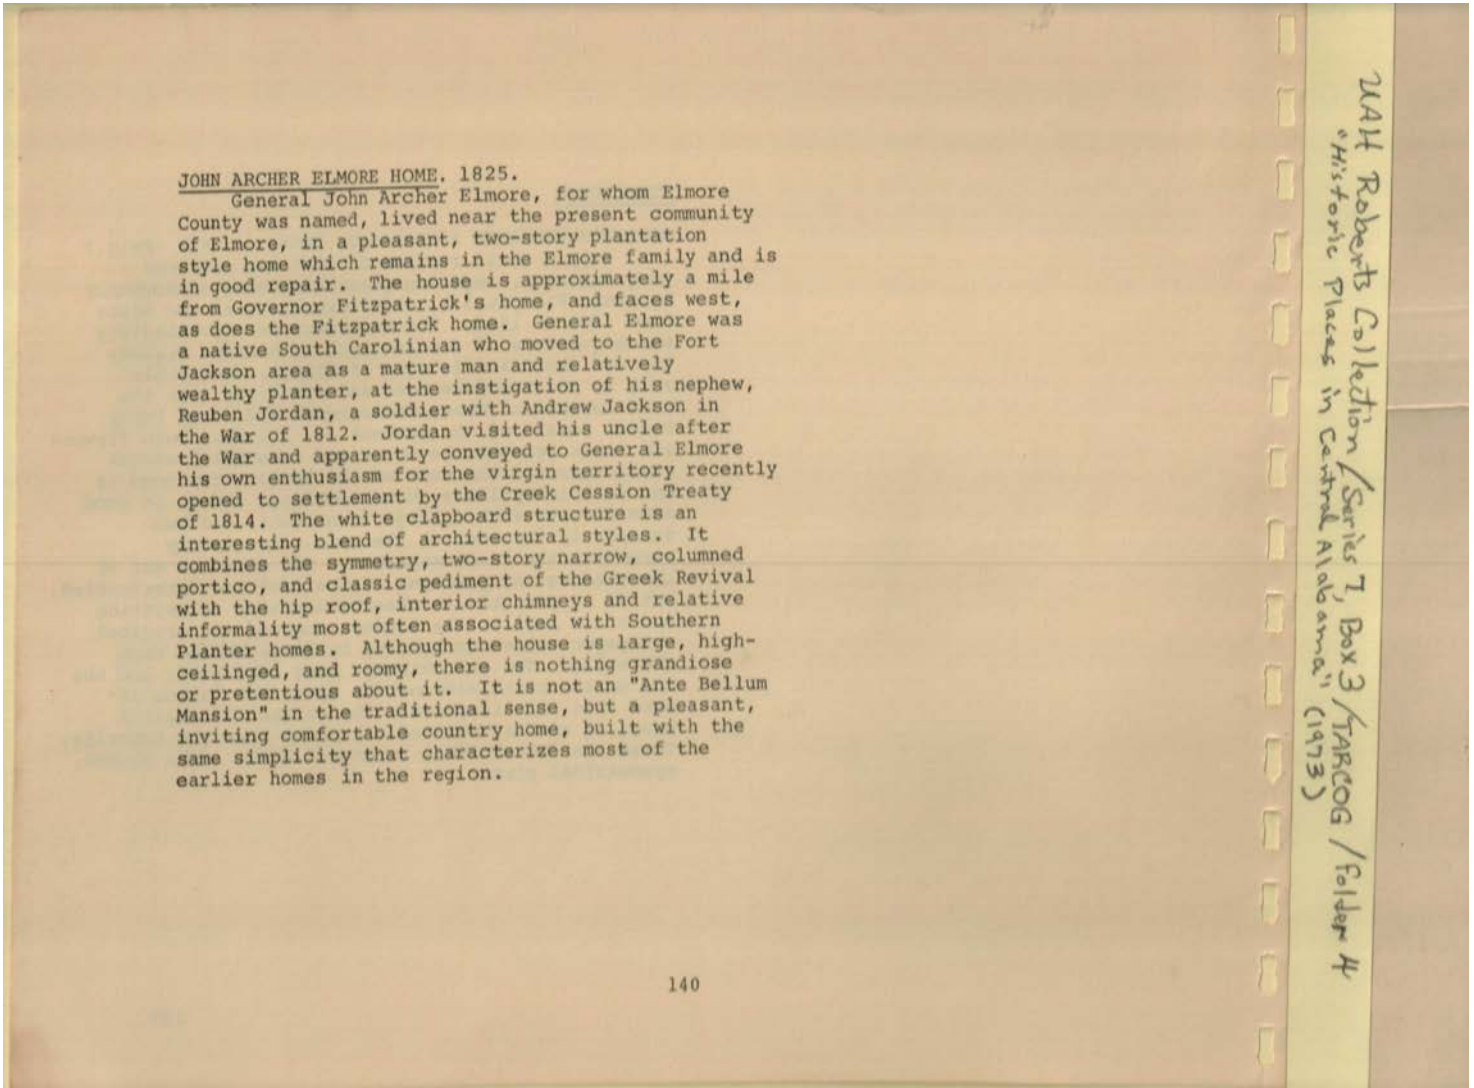 JOHN ARCHER ELMORE HOME. 1825.
General John Archer Elmore, for whom Elmore
County was named, lived near the present community
of Elmore, in a pleasant, two-story plantation
style home which remains in the Elmore family and is
in good repair. The house is approximately a mile
from Governor Fitzpatrick's home, and faces west,
as does the Fitzpatrick home. General Elmore was
a native South Carolinian who moved to the Fort
Jackson area as a mature man and relatively
wealthy planter, at the instigation of his nephew,
Reuben Jordan, a soldier with Andrew Jackson in
the War of 1812. Jordan visited his uncle after
the War and apparently conveyed to General Elmore
his own enthusiasm for the virgin territory recently
opened to settlement by the Creek Cession Treaty
of 1814. The white clapboard structure is an
interesting blend of architectural styles. It
combines the symmetry, two-story narrow, columned
portico, and classic pediment of the Greek Revival
with the hip roof, interior chimneys and relative
informality most often associated with Southern
Planter homes. Although the house is large, high-
ceilinged, and roomy, there is nothing grandiose
or pretentious about it. It is not an "Ante Bellum
Mansion" in the traditional sense, but a pleasant,
inviting comfortable country home, built with the
same simplicity that characterizes most of the
earlier homes in the region.
140
UAH Roberts Collection/Series 7, Box 3/TARCOG/folder 4
"Historic Places in Central Alabama" (1973)